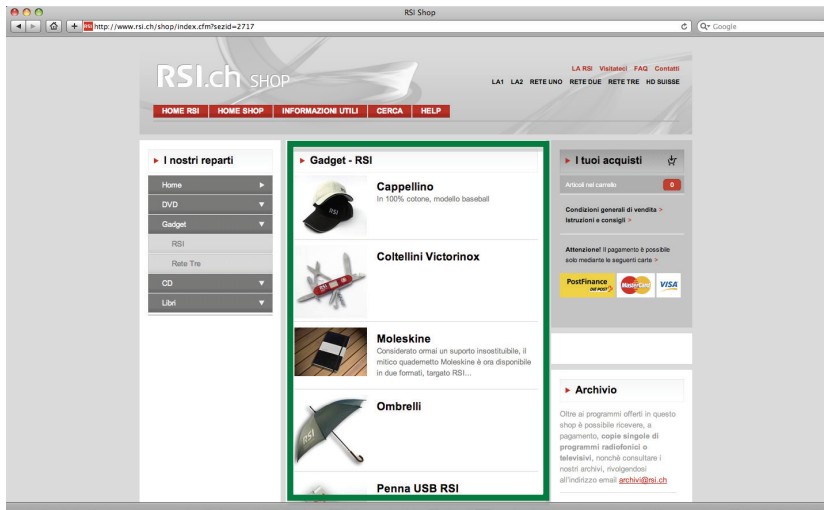 RSI Shop
http://www.rsi.ch/shop/index.cfm?sezid=2717
Google
RSI.ch SHOP
LA RSI Visitateci FAQ Contatti
LA1 LA2 RETE UNO RETE DUE RETE TRE HD SUISSE
HOME RSI HOME SHOP INFORMAZIONI UTILI CERCA HELP
I nostri reparti
Home
DVD
Gadget
RSI
Rete Tre
CD
Libri
Gadget - RSI
Cappellino
In 100% cotone, modello baseball
RSI
Coltellini Victorinox
Moleskine
Considerato ormai un suporto insostituibile, il
mitico quadernetto Moleskine è ora disponibile
in due formati, targato RSI...
Ombrelli
RSI
Penna USB RSI
I tuoi acquisti
Articoli nel carrello 0
Condizioni generali di vendita >
Istruzioni e consigli >
Attenzione! Il pagamento è possibile
solo mediante le seguenti carte >
PostFinance
DIE POST
MasterCard
VISA
Archivio
Oltre ai programmi offerti in questo
shop è possibile ricevere, a
pagamento, copie singole di
programmi radiofonici o
televisivi, nonchè consultare i
nostri archivi, rivolgendosi
all'indirizzo email archivi@rsi.ch